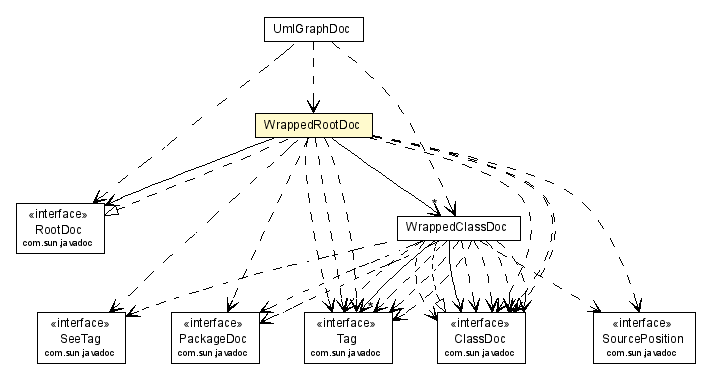 UmlGraphDoc
WrappedRootDoc
«interface»
RootDoc
com.sun.javadoc
WrappedClassDoc
«interface»
SeeTag
com.sun.javadoc
«interface»
PackageDoc
com.sun.javadoc
«interface»
Tag
com.sun.javadoc
«interface»
ClassDoc
com.sun.javadoc
«interface»
SourcePosition
com.sun.javadoc